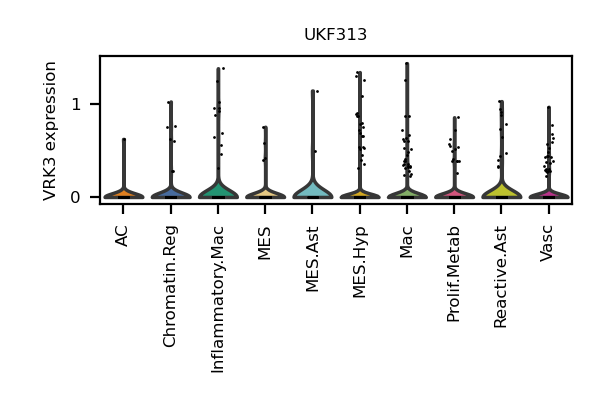 UKF313
VRK3 expression
1
0
AC
Chromatin.Reg
Inflammatory.Mac
MES
MES.Ast
MES.Hyp
Mac
Prolif.Metab
Reactive.Ast
Vasc